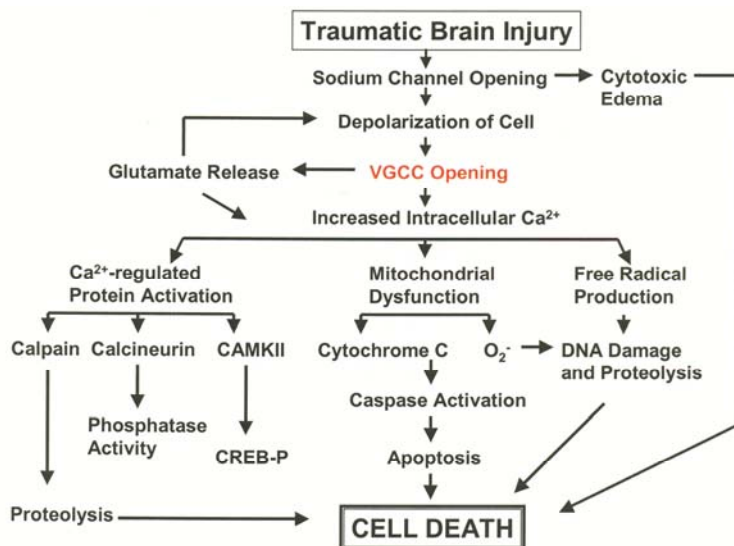 Traumatic Brain Injury
Sodium Channel Opening
Cytotoxic
Edema
Depolarization of Cell
Glutamate Release
VGCC Opening
Increased Intracellular Ca²⁺
Ca²⁺-regulated
Protein Activation
Mitochondrial
Dysfunction
Free Radical
Production
Calpain
Calcineurin
CAMKII
Cytochrome C
O₂⁻
DNA Damage
and Proteolysis
Phosphatase
Activity
CREB-P
Caspase Activation
Apoptosis
Proteolysis
CELL DEATH